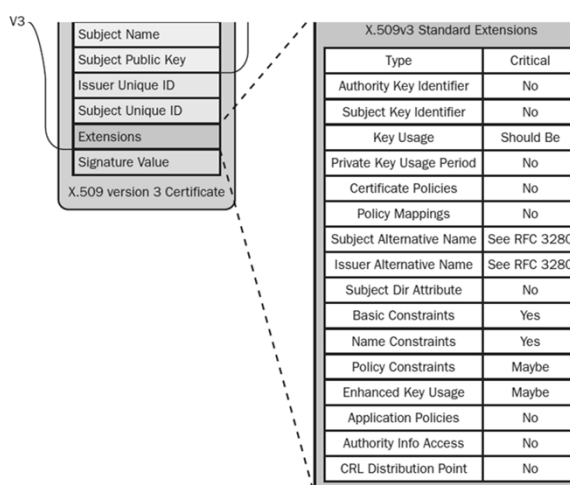 V3
Subject Name
Subject Public Key
Issuer Unique ID
Subject Unique ID
Extensions
Signature Value
X.509 version 3 Certificate
X.509v3 Standard Extensions
Type Critical
Authority Key Identifier No
Subject Key Identifier No
Key Usage Should Be
Private Key Usage Period No
Certificate Policies No
Policy Mappings No
Subject Alternative Name See RFC 3280
Issuer Alternative Name See RFC 3280
Subject Dir Attribute No
Basic Constraints Yes
Name Constraints Yes
Policy Constraints Maybe
Enhanced Key Usage Maybe
Application Policies No
Authority Info Access No
CRL Distribution Point No